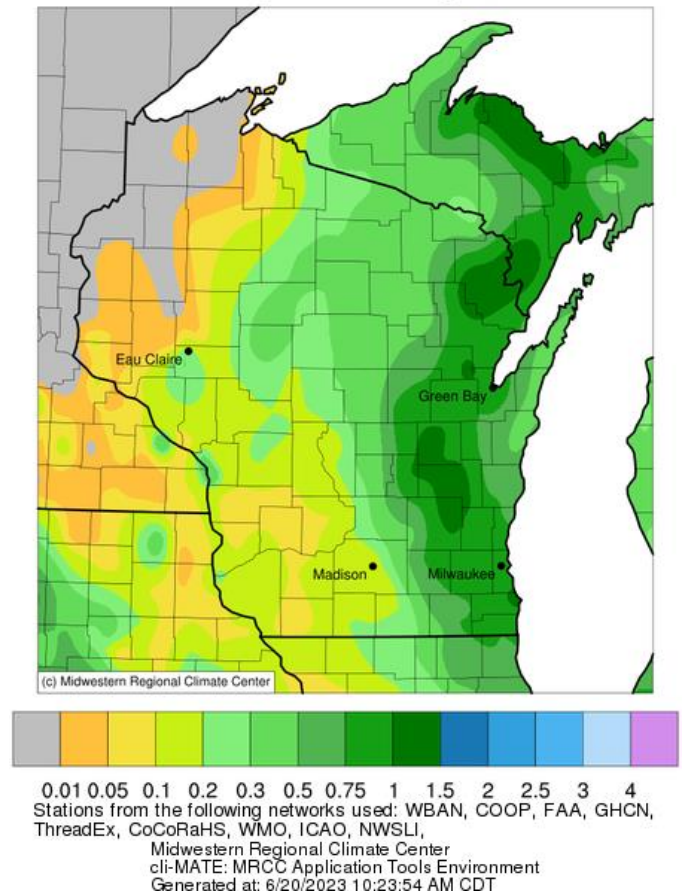 Eau Claire
Green Bay
Madison
Milwaukee
(c) Midwestern Regional Climate Center
0.01 0.05 0.1 0.2 0.3 0.5 0.75 1 1.5 2 2.5 3 4
Stations from the following networks used: WBAN, COOP, FAA, GHCN,
ThreadEx, CoCoRaHS, WMO, ICAO, NWSLI,
Midwestern Regional Climate Center
cli-MATE: MRCC Application Tools Environment
Generated at: 6/20/2023 10:23:54 AM CDT